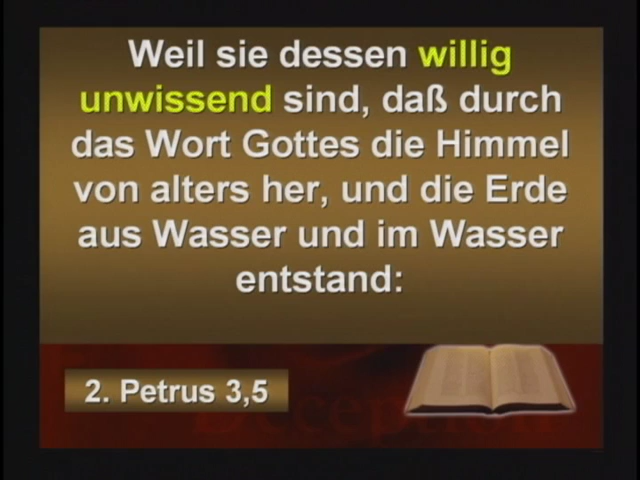 Weil sie dessen willig
unwissend sind, daß durch
das Wort Gottes die Himmel
von alters her, und die Erde
aus Wasser und im Wasser
entstand:
2. Petrus 3,5
Deception